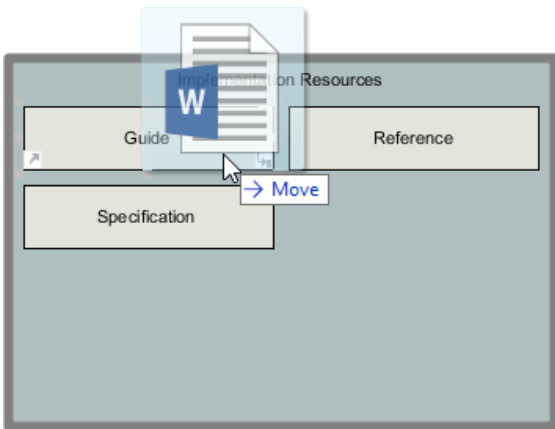 Implementation Resources
W
Guide
Reference
Move
Specification